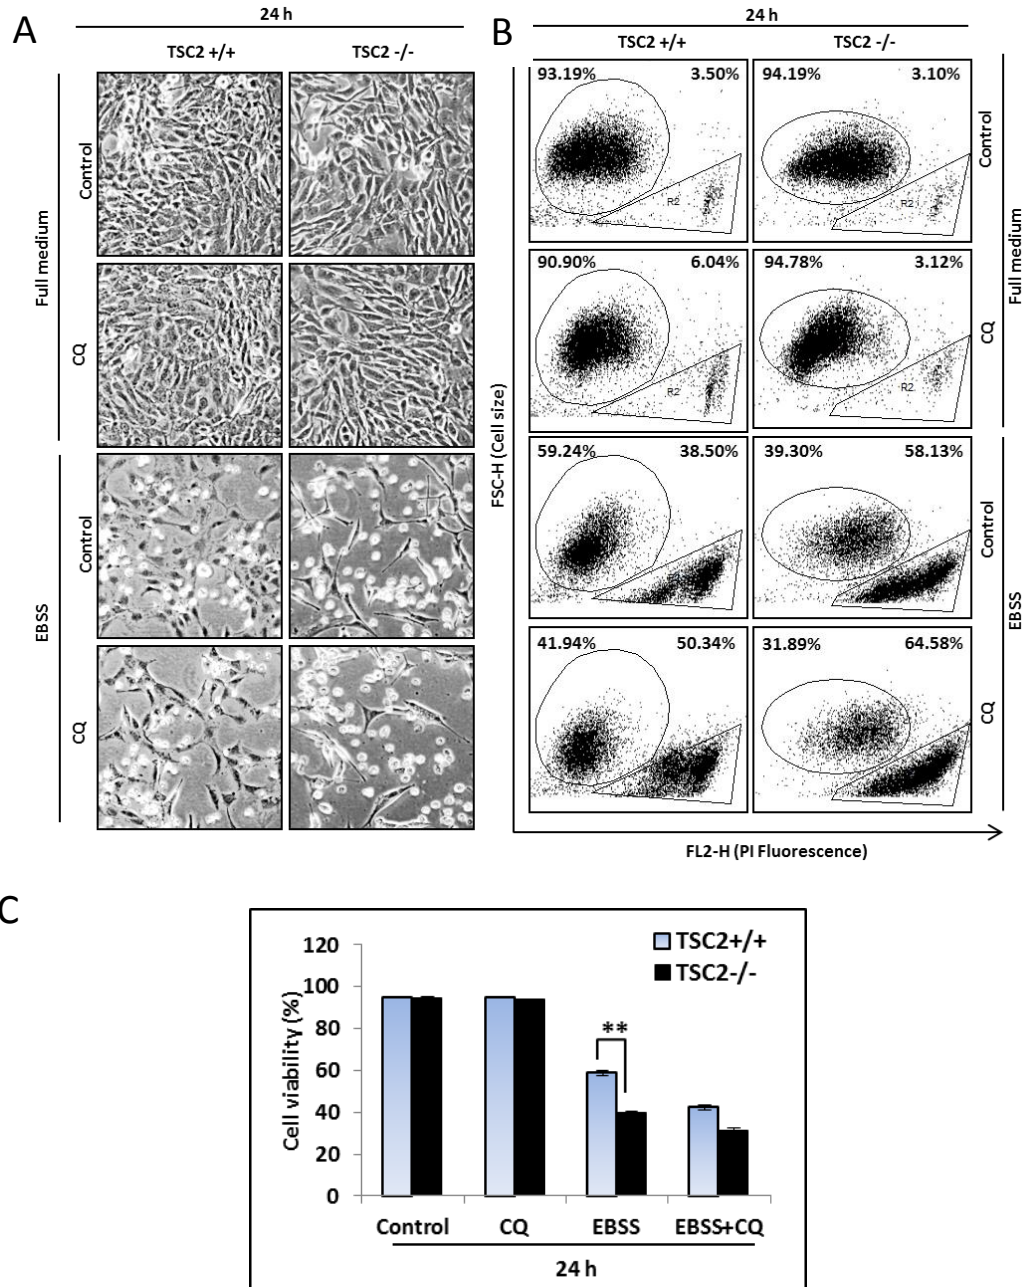 A
24 h
TSC2 +/+
TSC2 -/-
Full medium
Control
CQ
EBSS
Control
CQ
B
24 h
TSC2 +/+
TSC2 -/-
93.19%
3.50%
R2
94.19%
3.10%
R2
Control
90.90%
6.04%
R2
94.78%
3.12%
R2
CQ
Full medium
59.24%
38.50%
39.30%
58.13%
Control
41.94%
50.34%
31.89%
64.58%
CQ
EBSS
FSC-H (Cell size)
FL2-H (PI Fluorescence)
C
TSC2+/+
TSC2-/-
Cell viability (%)
120
100
80
60
40
20
0
**
Control
CQ
EBSS
EBSS+CQ
24 h